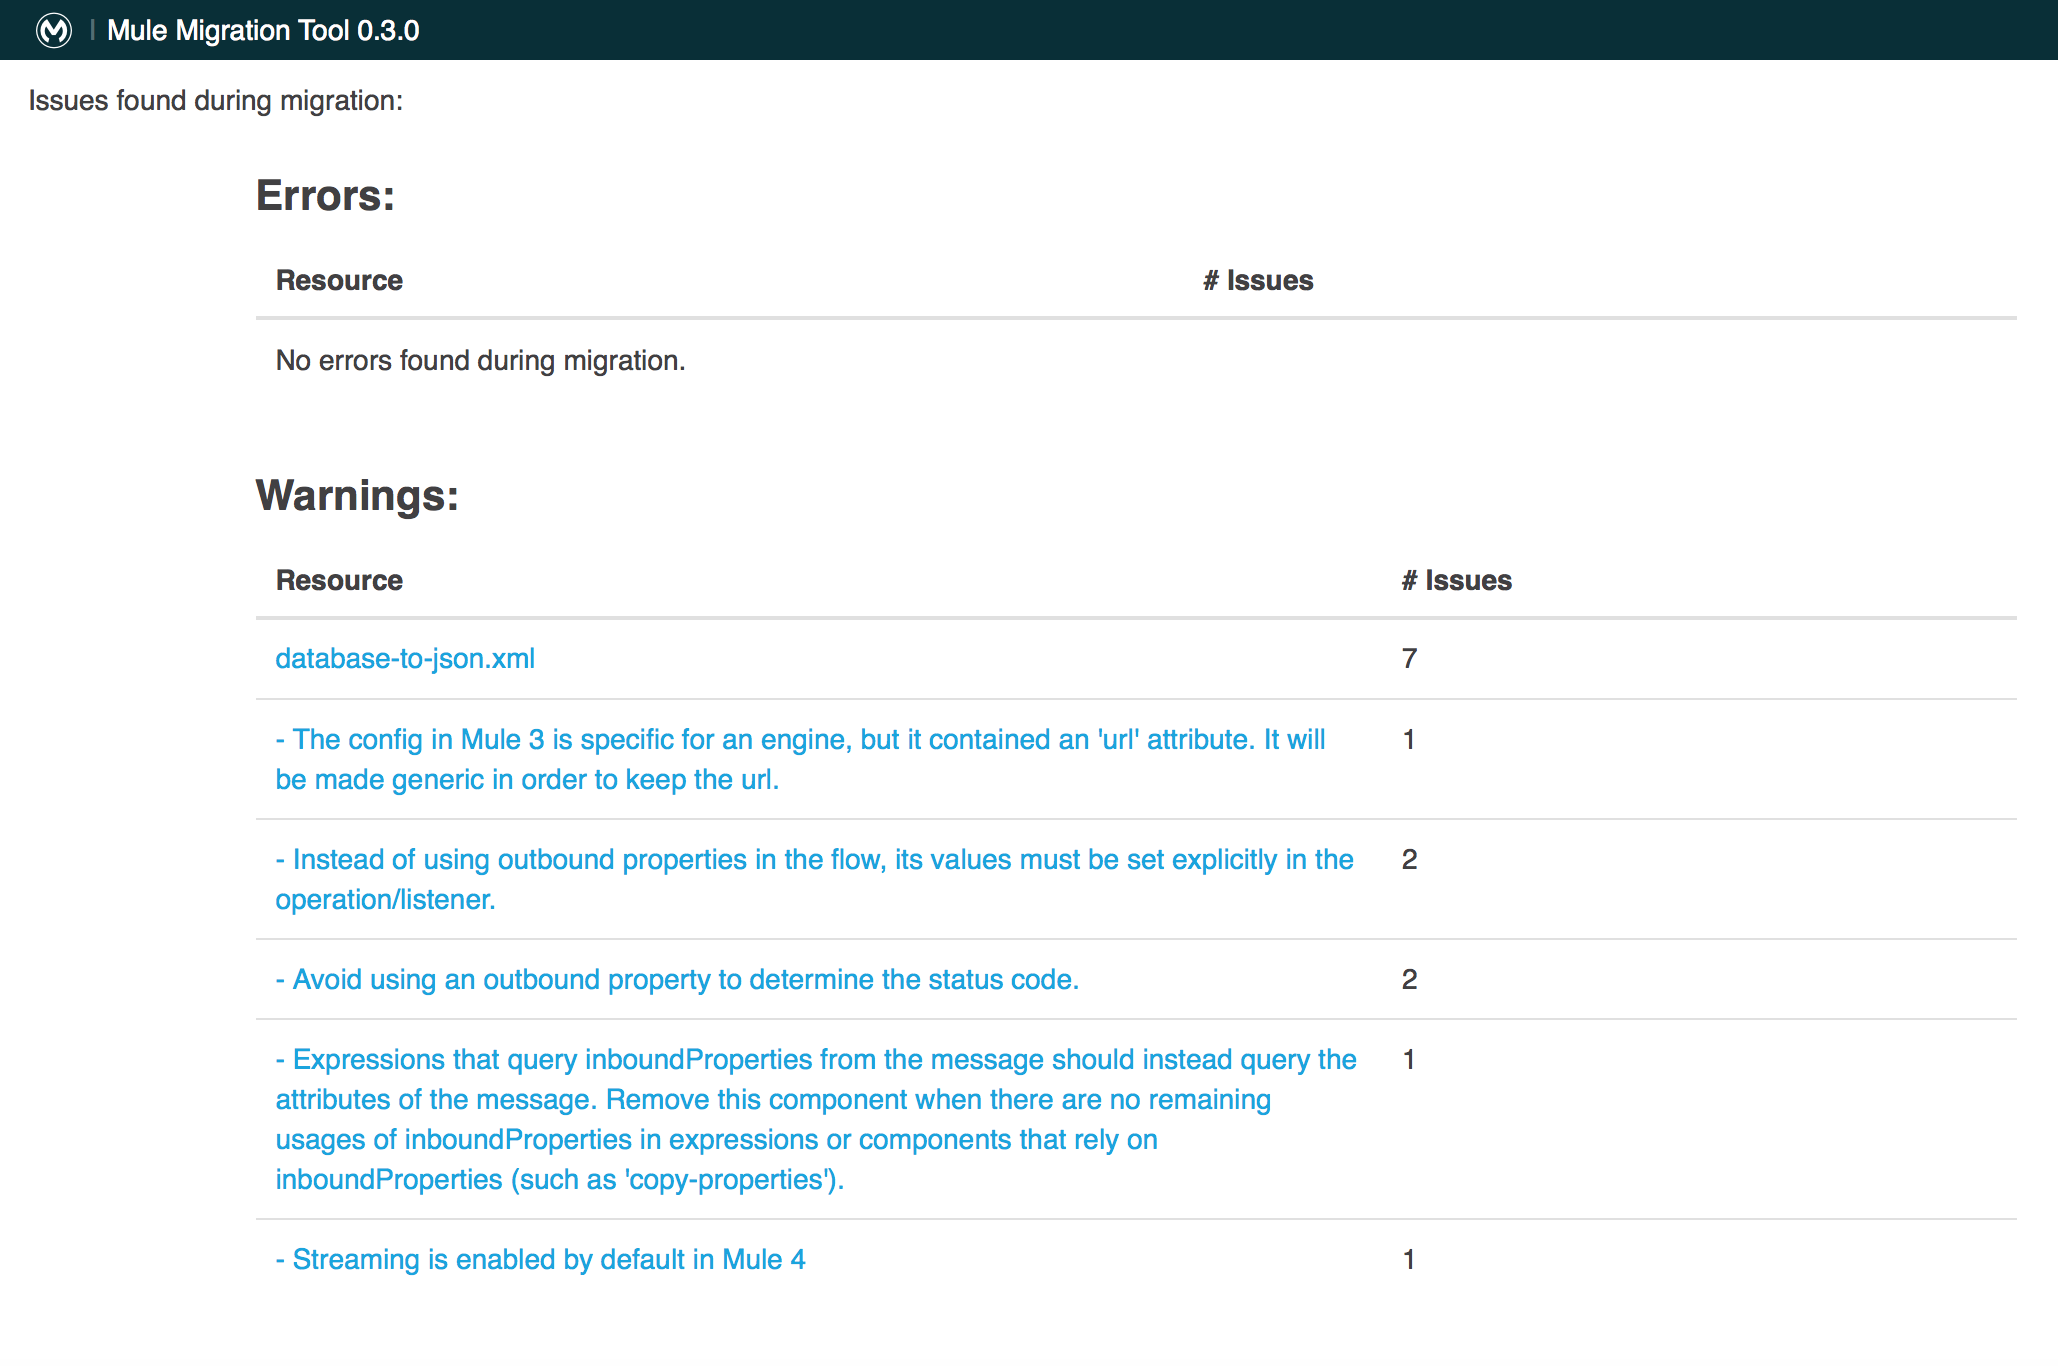 Mule Migration Tool 0.3.0
Issues found during migration:
Errors:
Resource # Issues
No errors found during migration.
Warnings:
Resource # Issues
database-to-json.xml 7
- The config in Mule 3 is specific for an engine, but it contained an 'url' attribute. It will 1
be made generic in order to keep the url.
- Instead of using outbound properties in the flow, its values must be set explicitly in the 2
operation/listener.
- Avoid using an outbound property to determine the status code. 2
- Expressions that query inboundProperties from the message should instead query the 1
attributes of the message. Remove this component when there are no remaining
usages of inboundProperties in expressions or components that rely on
inboundProperties (such as 'copy-properties').
- Streaming is enabled by default in Mule 4 1